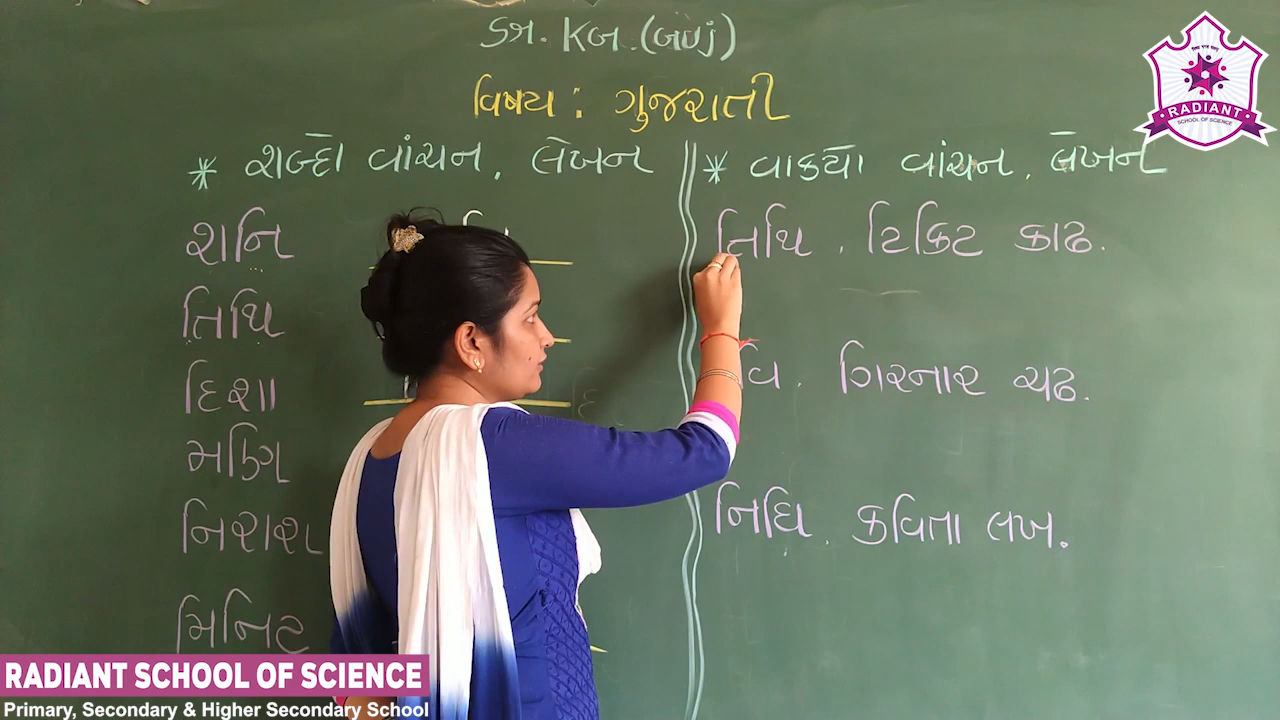 સિ. KG. (Guj)
વિષય : ગુજરાતી
* શબ્દો વાંચન, લેખન
શનિ
તિથિ
દિશા
મણિ
નિરાશ
મિનિટ
* વાક્યો વાંચન, લેખન
તિથિ, ટિકિટ કાઢ.
વિ, ગિરનાર ચઢ.
નિધિ, કવિતા લખ.
RADIANT
SCHOOL OF SCIENCE
RADIANT SCHOOL OF SCIENCE
Primary, Secondary & Higher Secondary School